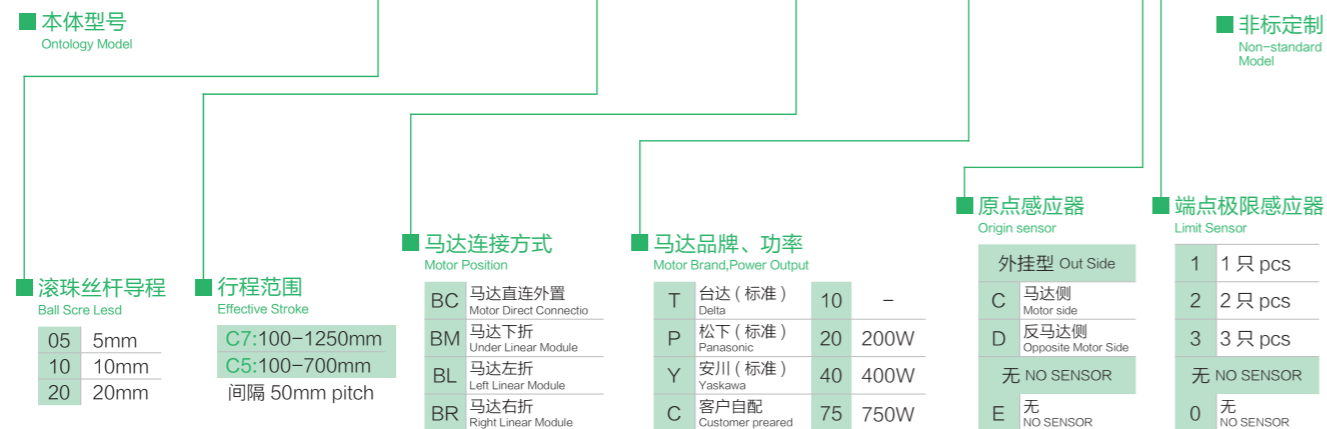 本体型号
Ontology Model
非标定制
Non-standard
Model
滚珠丝杆导程
Ball Scre Lesd
05 5mm
10 10mm
20 20mm
行程范围
Effective Stroke
C7:100-1250mm
C5:100-700mm
间隔 50mm pitch
马达连接方式
Motor Position
BC 马达直连外置
Motor Direct Connectio
BM 马达下折
Under Linear Module
BL 马达左折
Left Linear Module
BR 马达右折
Right Linear Module
马达品牌、功率
Motor Brand,Power Output
T 台达 ( 标准 ) 10 -
Delta
P 松下 ( 标准 ) 20 200W
Panasonic
Y 安川 ( 标准 ) 40 400W
Yaskawa
C 客户自配 75 750W
Customer preared
原点感应器
Origin sensor
外挂型 Out Side
C 马达侧
Motor side
D 反马达侧
Opposite Motor Side
无 NO SENSOR
E 无
NO SENSOR
端点极限感应器
Limit Sensor
1 1 只 pcs
2 2 只 pcs
3 3 只 pcs
无 NO SENSOR
0 无
NO SENSOR